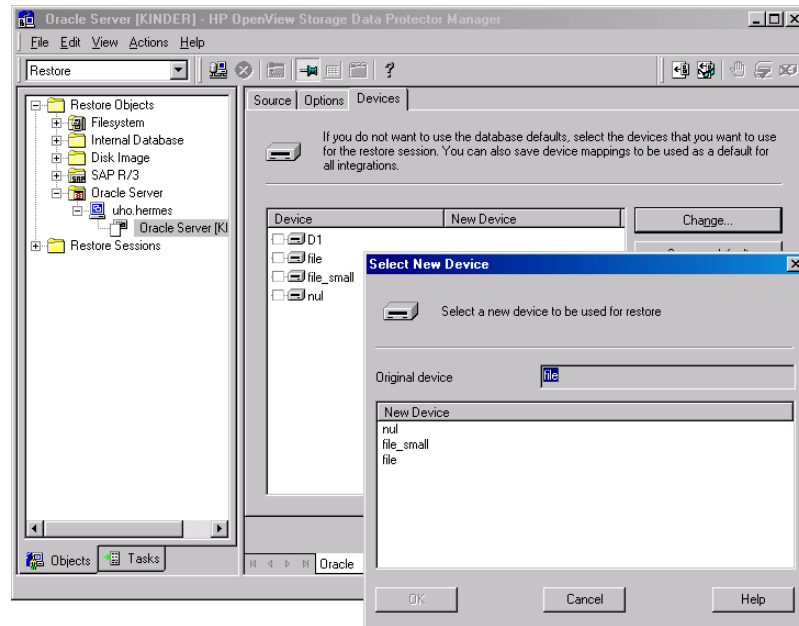 Oracle Server [KINDER] - HP OpenView Storage Data Protector Manager
File Edit View Actions Help
Restore
Restore Objects
Filesystem
Internal Database
Disk Image
SAP R/3
Oracle Server
uho.hermes
Oracle Server [KI
Restore Sessions
Objects
Tasks
Source
Options
Devices
If you do not want to use the database defaults, select the devices that you want to use
for the restore session. You can also save device mappings to be used as a default for
all integrations.
Device
New Device
Change...
D1
file
file_small
nul
Oracle
Select New Device
Select a new device to be used for restore
Original device
file
New Device
nul
file_small
file
OK
Cancel
Help